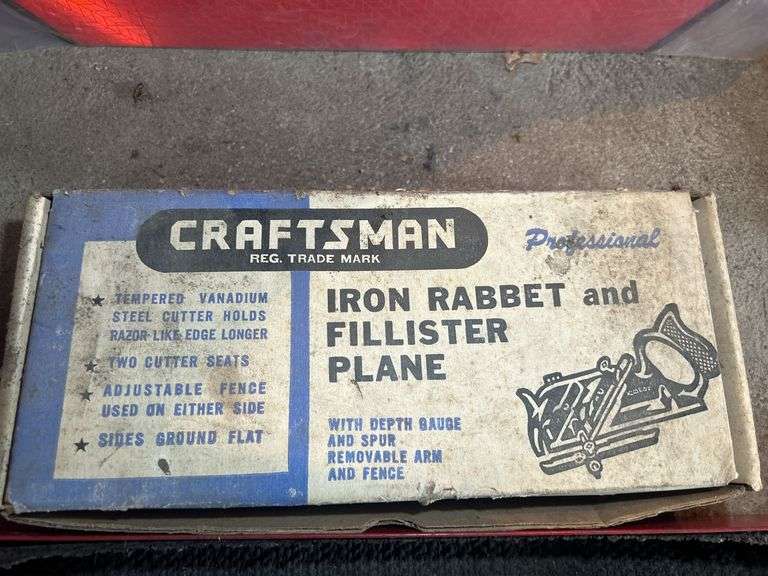 CRAFTSMAN
REG. TRADE MARK
Professional
IRON RABBET and
FILLISTER
PLANE
WITH DEPTH GAUGE
AND SPUR
REMOVABLE ARM
AND FENCE
★ TEMPERED VANADIUM
STEEL CUTTER HOLDS
RAZOR-LIKE EDGE LONGER
★ TWO CUTTER SEATS
★ ADJUSTABLE FENCE
USED ON EITHER SIDE
★ SIDES GROUND FLAT